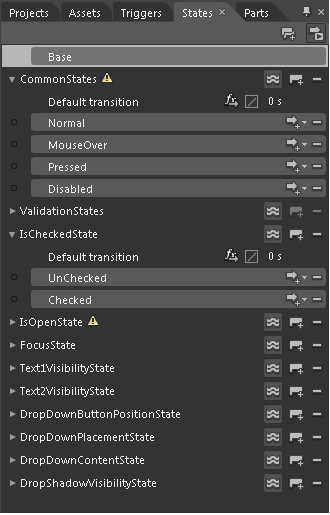 Projects Assets Triggers States Parts
Base
CommonStates
Default transition 0 s
Normal
MouseOver
Pressed
Disabled
ValidationStates
IsCheckedState
Default transition 0 s
UnChecked
Checked
IsOpenState
FocusState
Text1VisibilityState
Text2VisibilityState
DropDownButtonPositionState
DropDownPlacementState
DropDownContentState
DropShadowVisibilityState